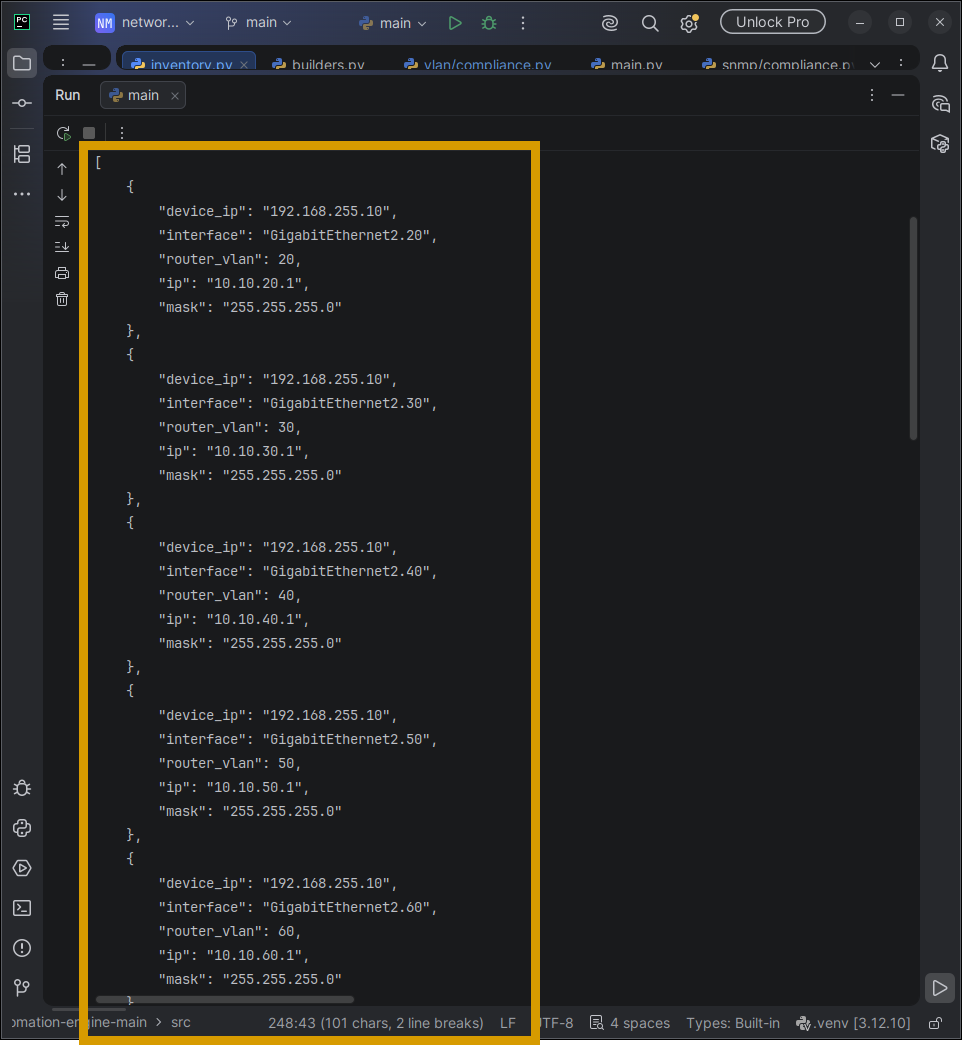 PC NM networ... main main Unlock Pro
inventory.py builders.py vlan/compliance.py main.py snmp/compliance.p
Run main
[
{
"device_ip": "192.168.255.10",
"interface": "GigabitEthernet2.20",
"router_vlan": 20,
"ip": "10.10.20.1",
"mask": "255.255.255.0"
},
{
"device_ip": "192.168.255.10",
"interface": "GigabitEthernet2.30",
"router_vlan": 30,
"ip": "10.10.30.1",
"mask": "255.255.255.0"
},
{
"device_ip": "192.168.255.10",
"interface": "GigabitEthernet2.40",
"router_vlan": 40,
"ip": "10.10.40.1",
"mask": "255.255.255.0"
},
{
"device_ip": "192.168.255.10",
"interface": "GigabitEthernet2.50",
"router_vlan": 50,
"ip": "10.10.50.1",
"mask": "255.255.255.0"
},
{
"device_ip": "192.168.255.10",
"interface": "GigabitEthernet2.60",
"router_vlan": 60,
"ip": "10.10.60.1",
"mask": "255.255.255.0"
}
omation-engine-main > src 248:43 (101 chars, 2 line breaks) LF TF-8 4 spaces Types: Built-in .venv [3.12.10]